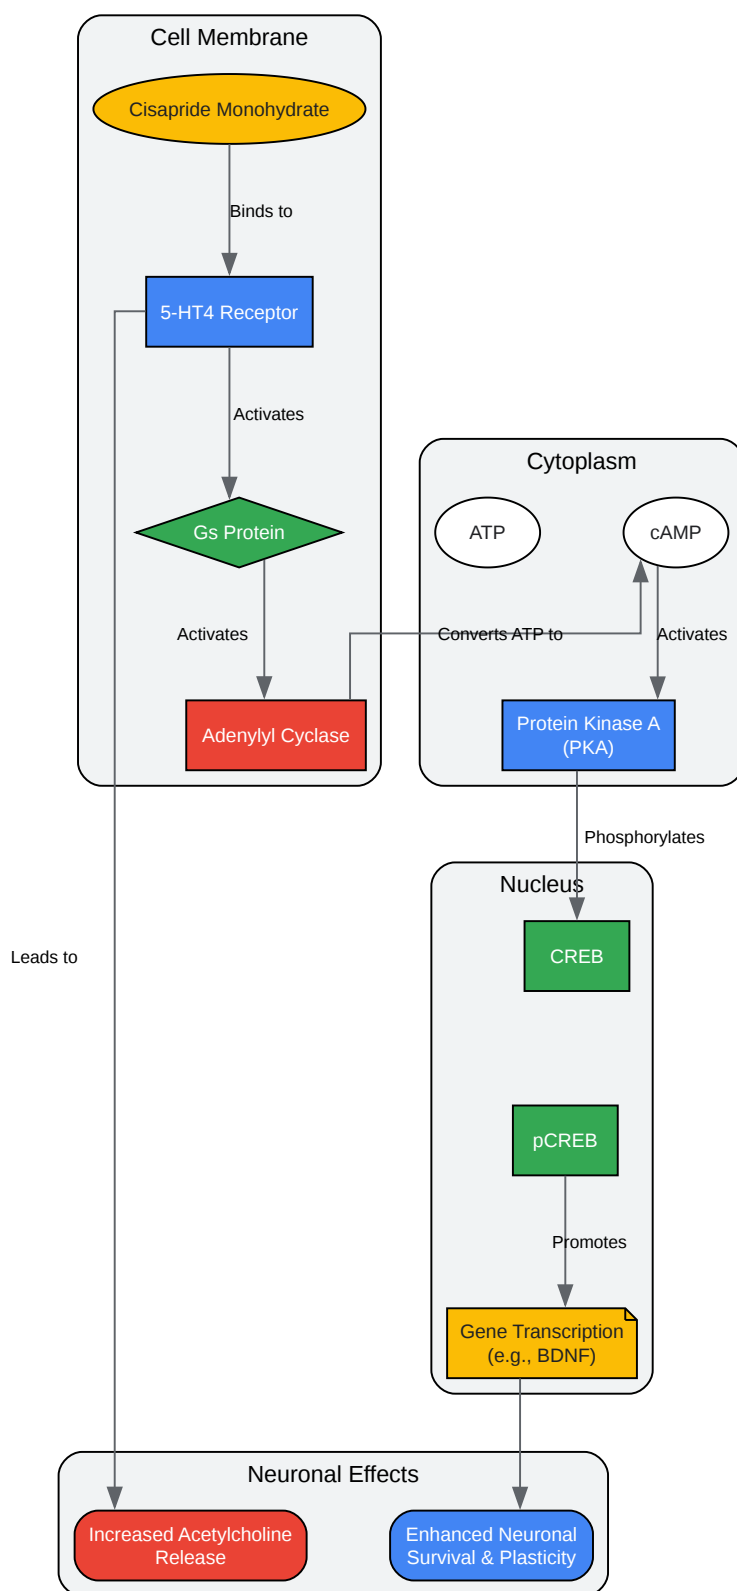 Cell Membrane
Cisapride Monohydrate
Binds to
5-HT4 Receptor
Activates
Cytoplasm
Gs Protein
ATP
cAMP
Activates
Converts ATP to
Activates
Adenylyl Cyclase
Protein Kinase A
(PKA)
Phosphorylates
Nucleus
CREB
Leads to
pCREB
Promotes
Gene Transcription
(e.g., BDNF)
Neuronal Effects
Increased Acetylcholine
Release
Enhanced Neuronal
Survival & Plasticity